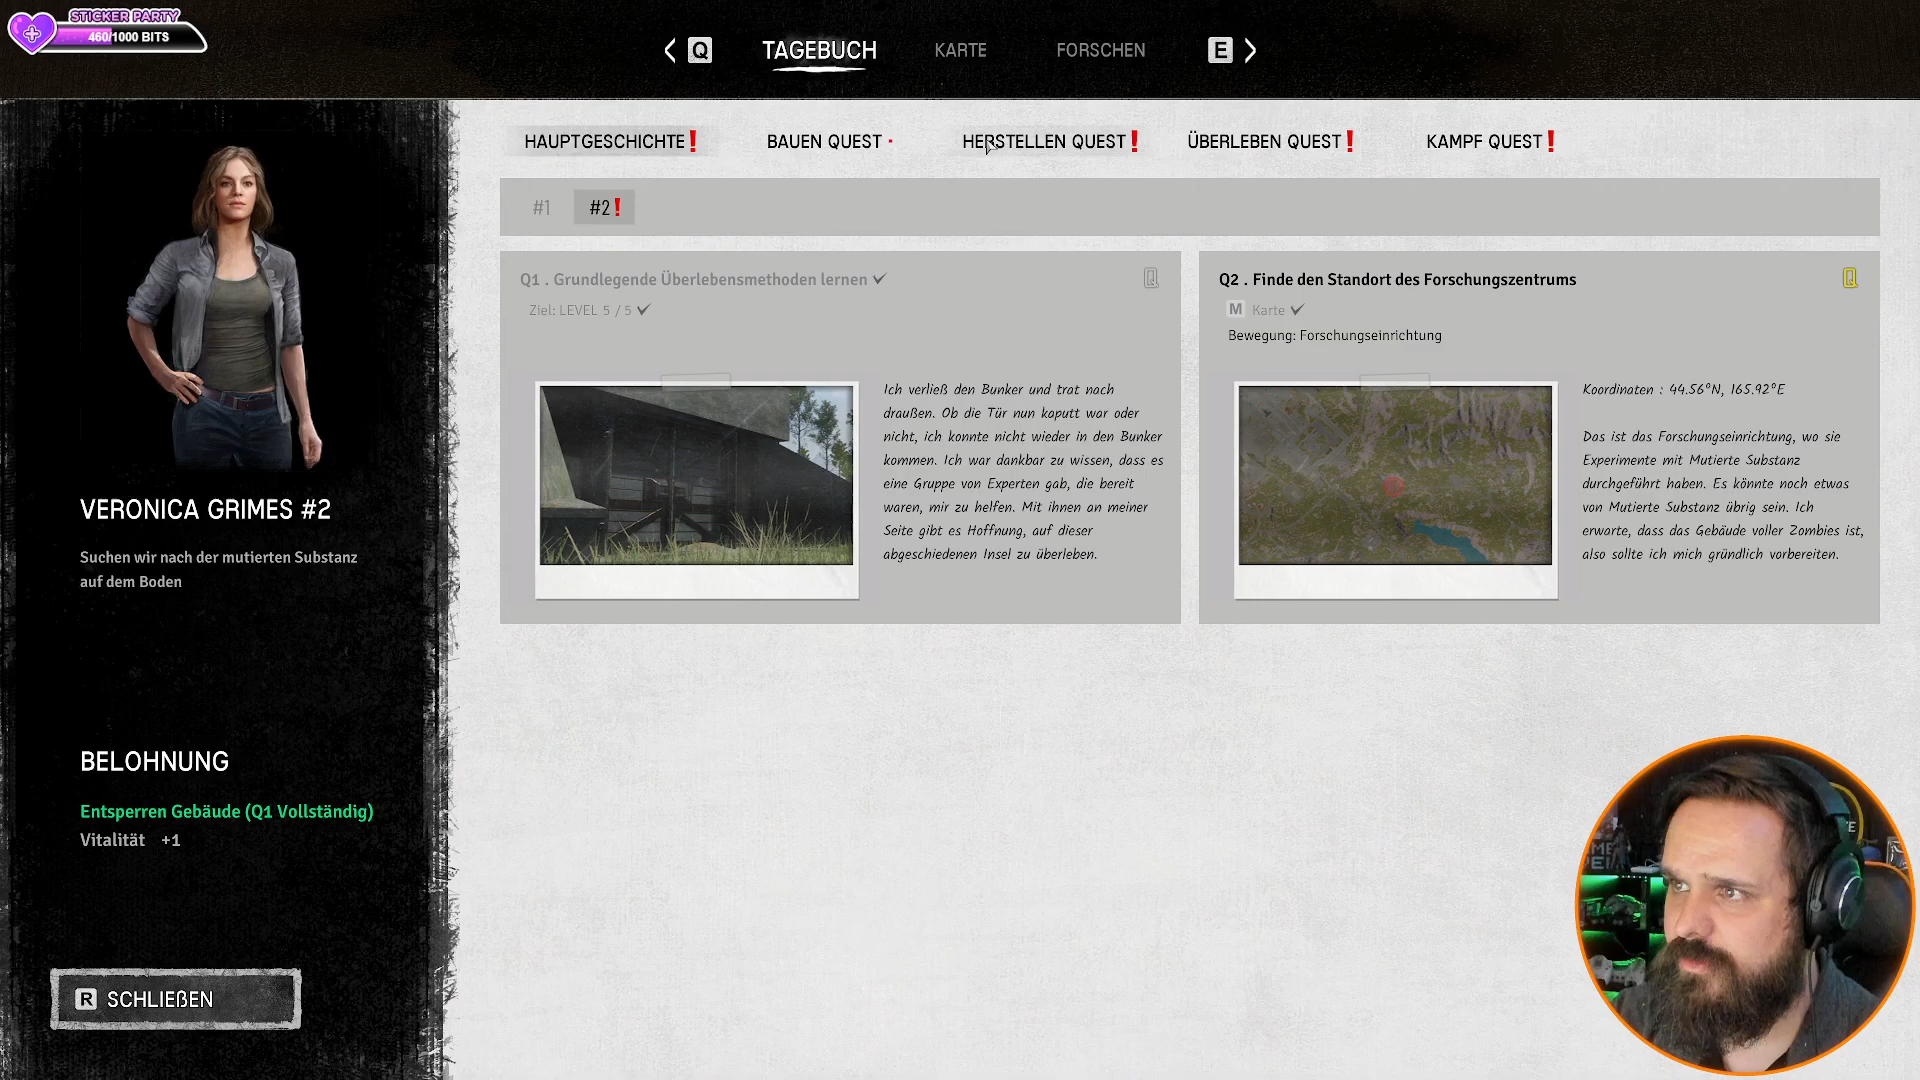 STICKER PARTY
460/1000 BITS
Q TAGEBUCH KARTE FORSCHEN E
HAUPTGESCHICHTE! BAUEN QUEST HERSTELLEN QUEST! ÜBERLEBEN QUEST! KAMPF QUEST!
#1 #2!
Q1 . Grundlegende Überlebensmethoden lernen
Ziel: LEVEL 5 / 5
Ich verließ den Bunker und trat nach
draußen. Ob die Tür nun kaputt war oder
nicht, ich konnte nicht wieder in den Bunker
kommen. Ich war dankbar zu wissen, dass es
eine Gruppe von Experten gab, die bereit
waren, mir zu helfen. Mit ihnen an meiner
Seite gibt es Hoffnung, auf dieser
abgeschiedenen Insel zu überleben.
Q2 . Finde den Standort des Forschungszentrums
M Karte
Bewegung: Forschungseinrichtung
Koordinaten : 44.56°N, 165.92°E
Das ist das Forschungseinrichtung, wo sie
Experimente mit Mutierte Substanz
durchgeführt haben. Es könnte noch etwas
von Mutierte Substanz übrig sein. Ich
erwarte, dass das Gebäude voller Zombies ist,
also sollte ich mich gründlich vorbereiten.
VERONICA GRIMES #2
Suchen wir nach der mutierten Substanz
auf dem Boden
BELOHNUNG
Entsperren Gebäude (Q1 Vollständig)
Vitalität +1
R SCHLIEßEN